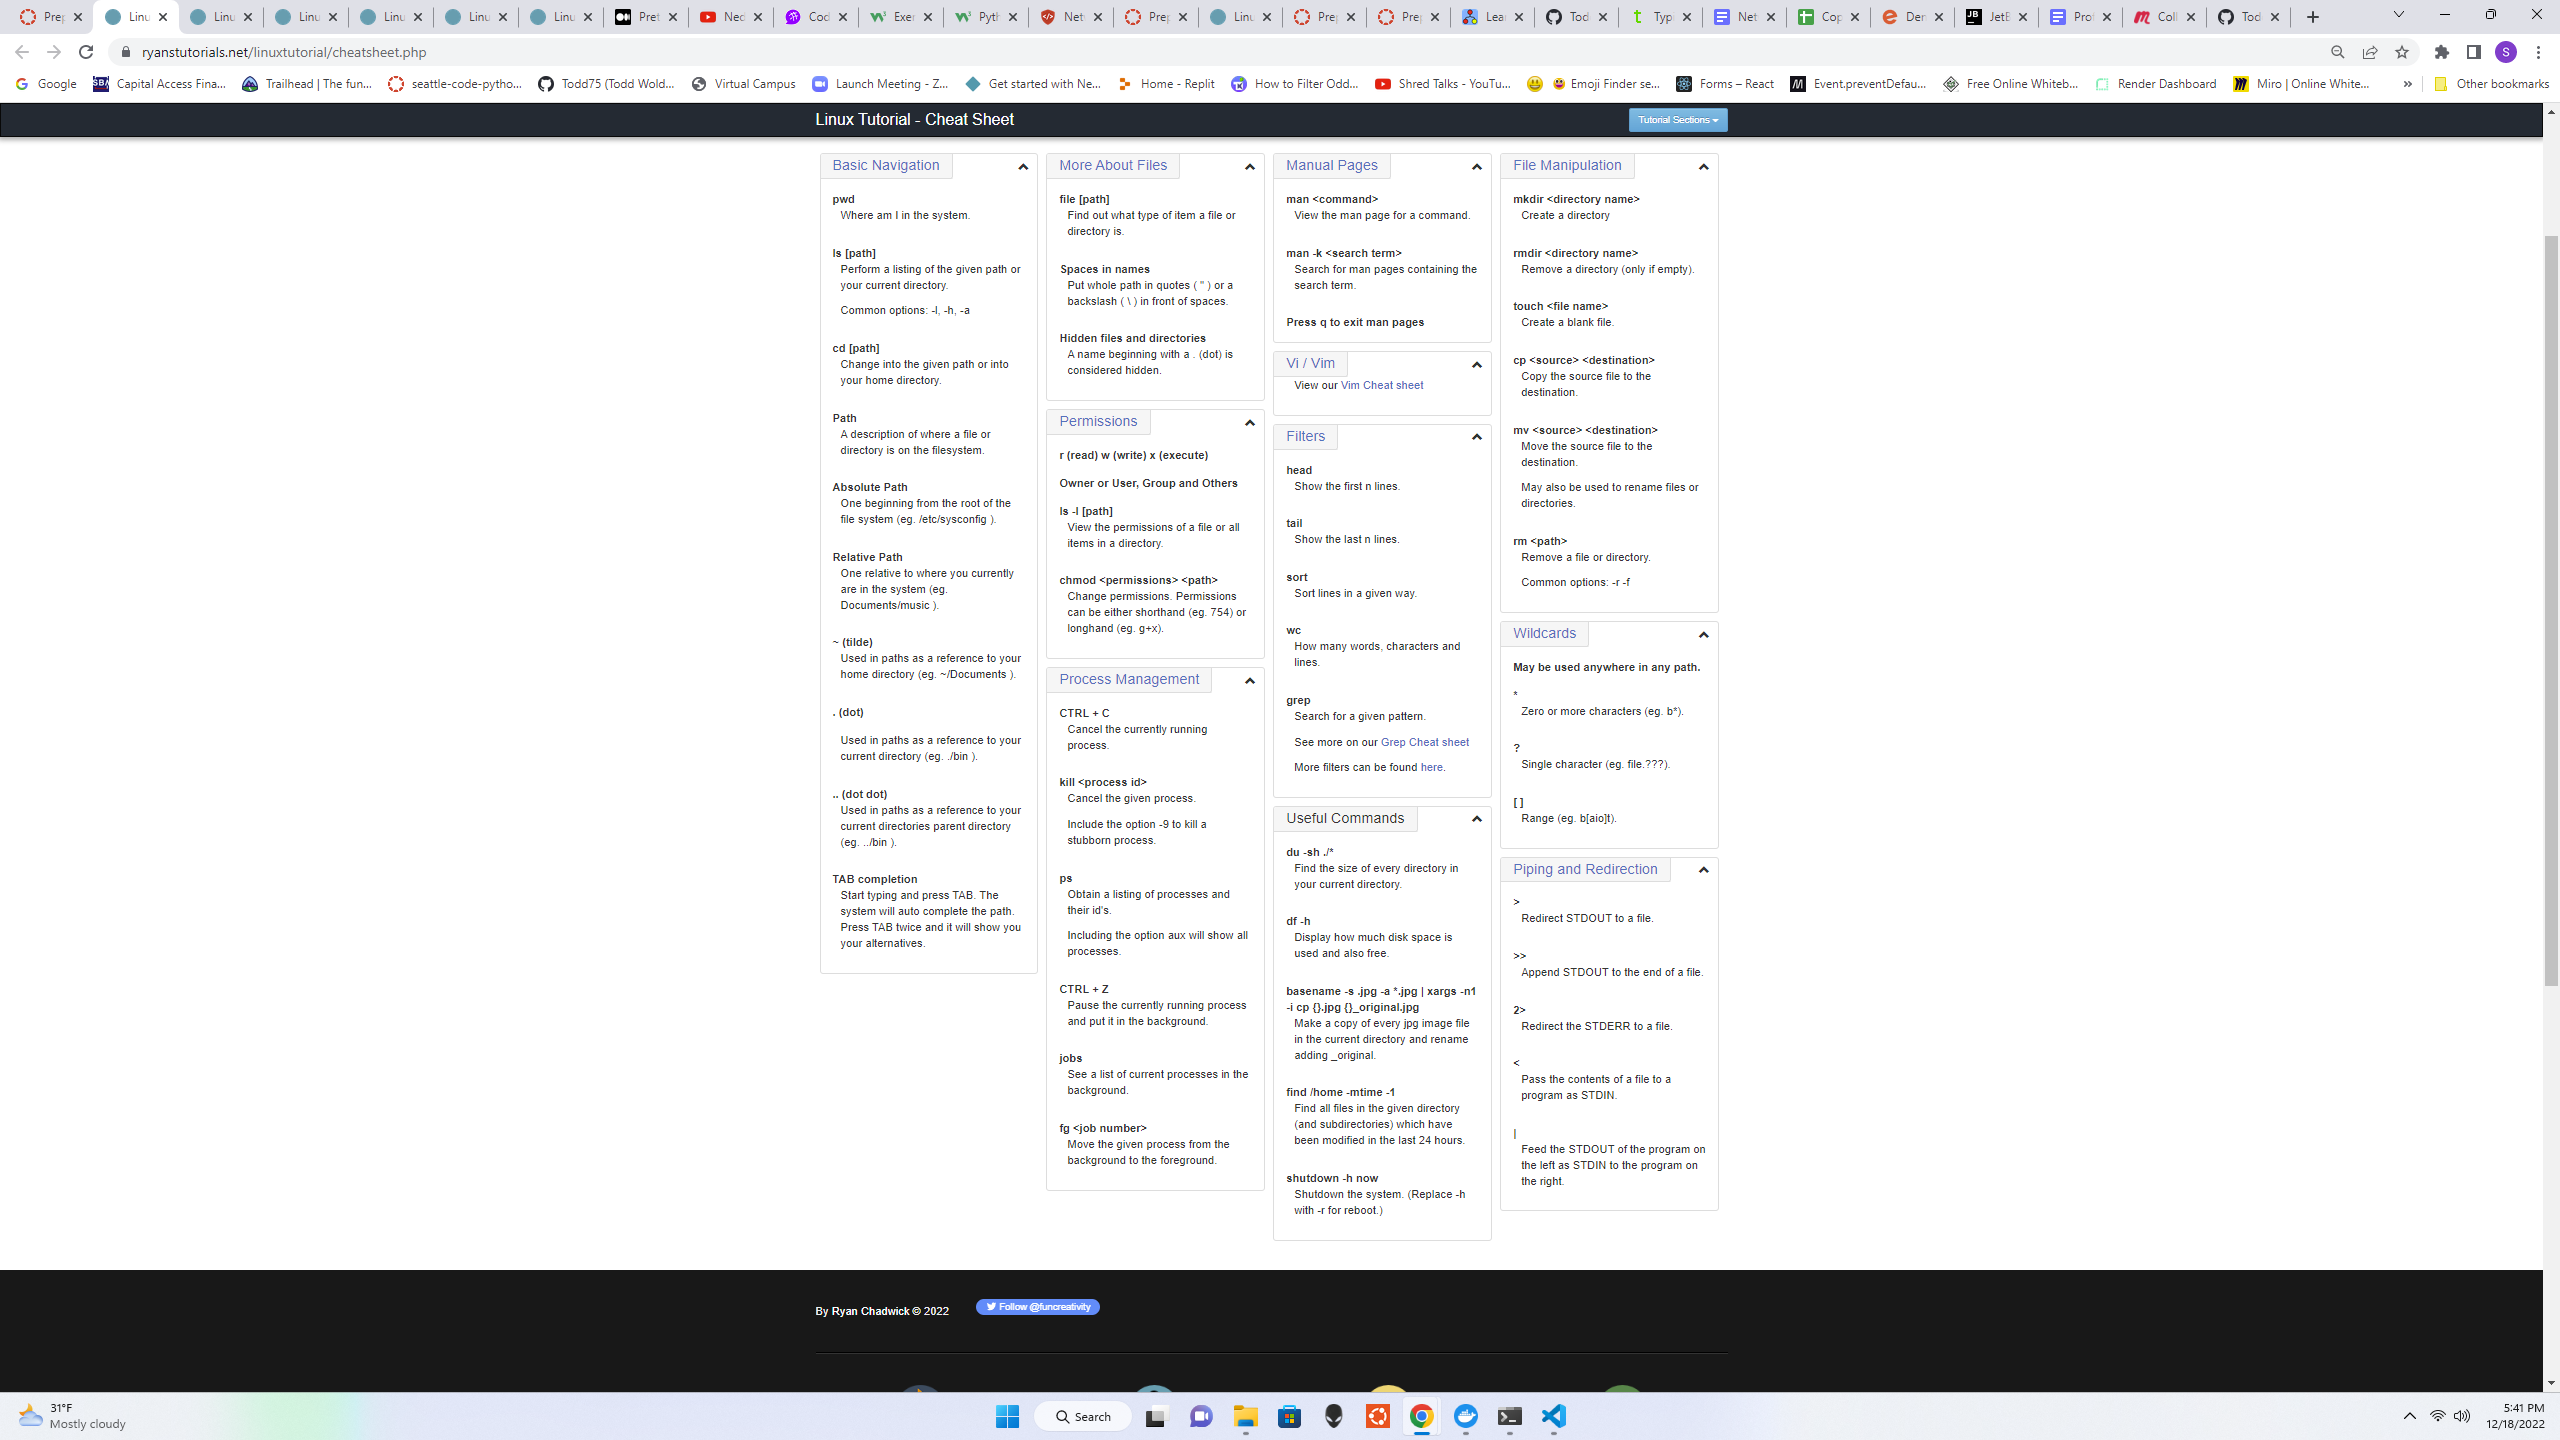 Prep
Linu
Linu
Linu
Linu
Linu
Linu
Pret
Ned
Cod
Exer
Pyth
Netw
Prep
Linu
Prep
Prep
Lear
Tod
Typi
Net
Cop
Der
JetB
Prot
Coll
Tod
ryanstutorials.net/linuxtutorial/cheatsheet.php
S
Google
Capital Access Fina...
Trailhead | The fun...
seattle-code-pytho...
Todd75 (Todd Wold...
Virtual Campus
Launch Meeting - Z...
Get started with Ne...
Home - Replit
How to Filter Odd...
Shred Talks - YouTu...
Emoji Finder se...
Forms – React
Event.preventDefau...
Free Online Whiteb...
Render Dashboard
Miro | Online White...
»
Other bookmarks
Linux Tutorial - Cheat Sheet
Tutorial Sections
Basic Navigation
pwd
Where am I in the system.
ls [path]
Perform a listing of the given path or
your current directory.
Common options: -l, -h, -a
cd [path]
Change into the given path or into
your home directory.
Path
A description of where a file or
directory is on the filesystem.
Absolute Path
One beginning from the root of the
file system (eg. /etc/sysconfig ).
Relative Path
One relative to where you currently
are in the system (eg.
Documents/music ).
~ (tilde)
Used in paths as a reference to your
home directory (eg. ~/Documents ).
. (dot)
Used in paths as a reference to your
current directory (eg. ./bin ).
.. (dot dot)
Used in paths as a reference to your
current directories parent directory
(eg. ../bin ).
TAB completion
Start typing and press TAB. The
system will auto complete the path.
Press TAB twice and it will show you
your alternatives.
More About Files
file [path]
Find out what type of item a file or
directory is.
Spaces in names
Put whole path in quotes ( " ) or a
backslash ( \ ) in front of spaces.
Hidden files and directories
A name beginning with a . (dot) is
considered hidden.
Permissions
r (read) w (write) x (execute)
Owner or User, Group and Others
ls -l [path]
View the permissions of a file or all
items in a directory.
chmod <permissions> <path>
Change permissions. Permissions
can be either shorthand (eg. 754) or
longhand (eg. g+x).
Process Management
CTRL + C
Cancel the currently running
process.
kill <process id>
Cancel the given process.
Include the option -9 to kill a
stubborn process.
ps
Obtain a listing of processes and
their id's.
Including the option aux will show all
processes.
CTRL + Z
Pause the currently running process
and put it in the background.
jobs
See a list of current processes in the
background.
fg <job number>
Move the given process from the
background to the foreground.
Manual Pages
man <command>
View the man page for a command.
man -k <search term>
Search for man pages containing the
search term.
Press q to exit man pages
Vi / Vim
View our Vim Cheat sheet
Filters
head
Show the first n lines.
tail
Show the last n lines.
sort
Sort lines in a given way.
wc
How many words, characters and
lines.
grep
Search for a given pattern.
See more on our Grep Cheat sheet
More filters can be found here.
Useful Commands
du -sh ./*
Find the size of every directory in
your current directory.
df -h
Display how much disk space is
used and also free.
basename -s .jpg -a *.jpg | xargs -n1
-i cp {}.jpg {}_original.jpg
Make a copy of every jpg image file
in the current directory and rename
adding _original.
find /home -mtime -1
Find all files in the given directory
(and subdirectories) which have
been modified in the last 24 hours.
shutdown -h now
Shutdown the system. (Replace -h
with -r for reboot.)
File Manipulation
mkdir <directory name>
Create a directory
rmdir <directory name>
Remove a directory (only if empty).
touch <file name>
Create a blank file.
cp <source> <destination>
Copy the source file to the
destination.
mv <source> <destination>
Move the source file to the
destination.
May also be used to rename files or
directories.
rm <path>
Remove a file or directory.
Common options: -r -f
Wildcards
May be used anywhere in any path.
*
Zero or more characters (eg. b*).
?
Single character (eg. file.???).
[ ]
Range (eg. b[aio]t).
Piping and Redirection
>
Redirect STDOUT to a file.
>>
Append STDOUT to the end of a file.
2>
Redirect the STDERR to a file.
<
Pass the contents of a file to a
program as STDIN.
|
Feed the STDOUT of the program on
the left as STDIN to the program on
the right.
By Ryan Chadwick © 2022
Follow @funcreativity
31°F
Mostly cloudy
Search
5:41 PM
12/18/2022